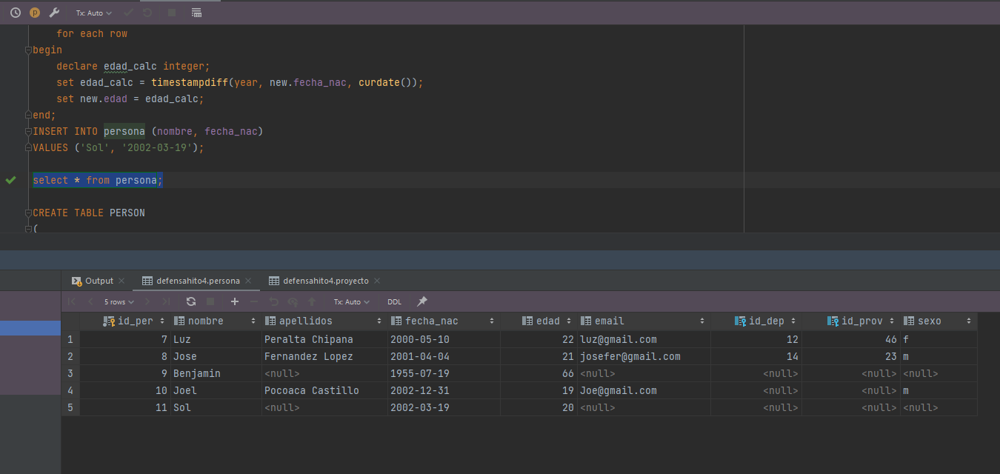 Tx: Auto
for each row
begin
declare edad_calc integer;
set edad_calc = timestampdiff(year, new.fecha_nac, curdate());
set new.edad = edad_calc;
end;
INSERT INTO persona (nombre, fecha_nac)
VALUES ('Sol', '2002-03-19');
select * from persona;
CREATE TABLE PERSON
(
Output defensahito4.persona defensahito4.proyecto
5 rows Tx: Auto DDL
id_per nombre apellidos fecha_nac edad email id_dep id_prov sexo
1 7 Luz Peralta Chipana 2000-05-10 22 luz@gmail.com 12 46 f
2 8 Jose Fernandez Lopez 2001-04-04 21 josefer@gmail.com 14 23 m
3 9 Benjamin <null> 1955-07-19 66 <null> <null> <null> <null>
4 10 Joel Pocoaca Castillo 2002-12-31 19 Joe@gmail.com <null> <null> m
5 11 Sol <null> 2002-03-19 20 <null> <null> <null> <null>